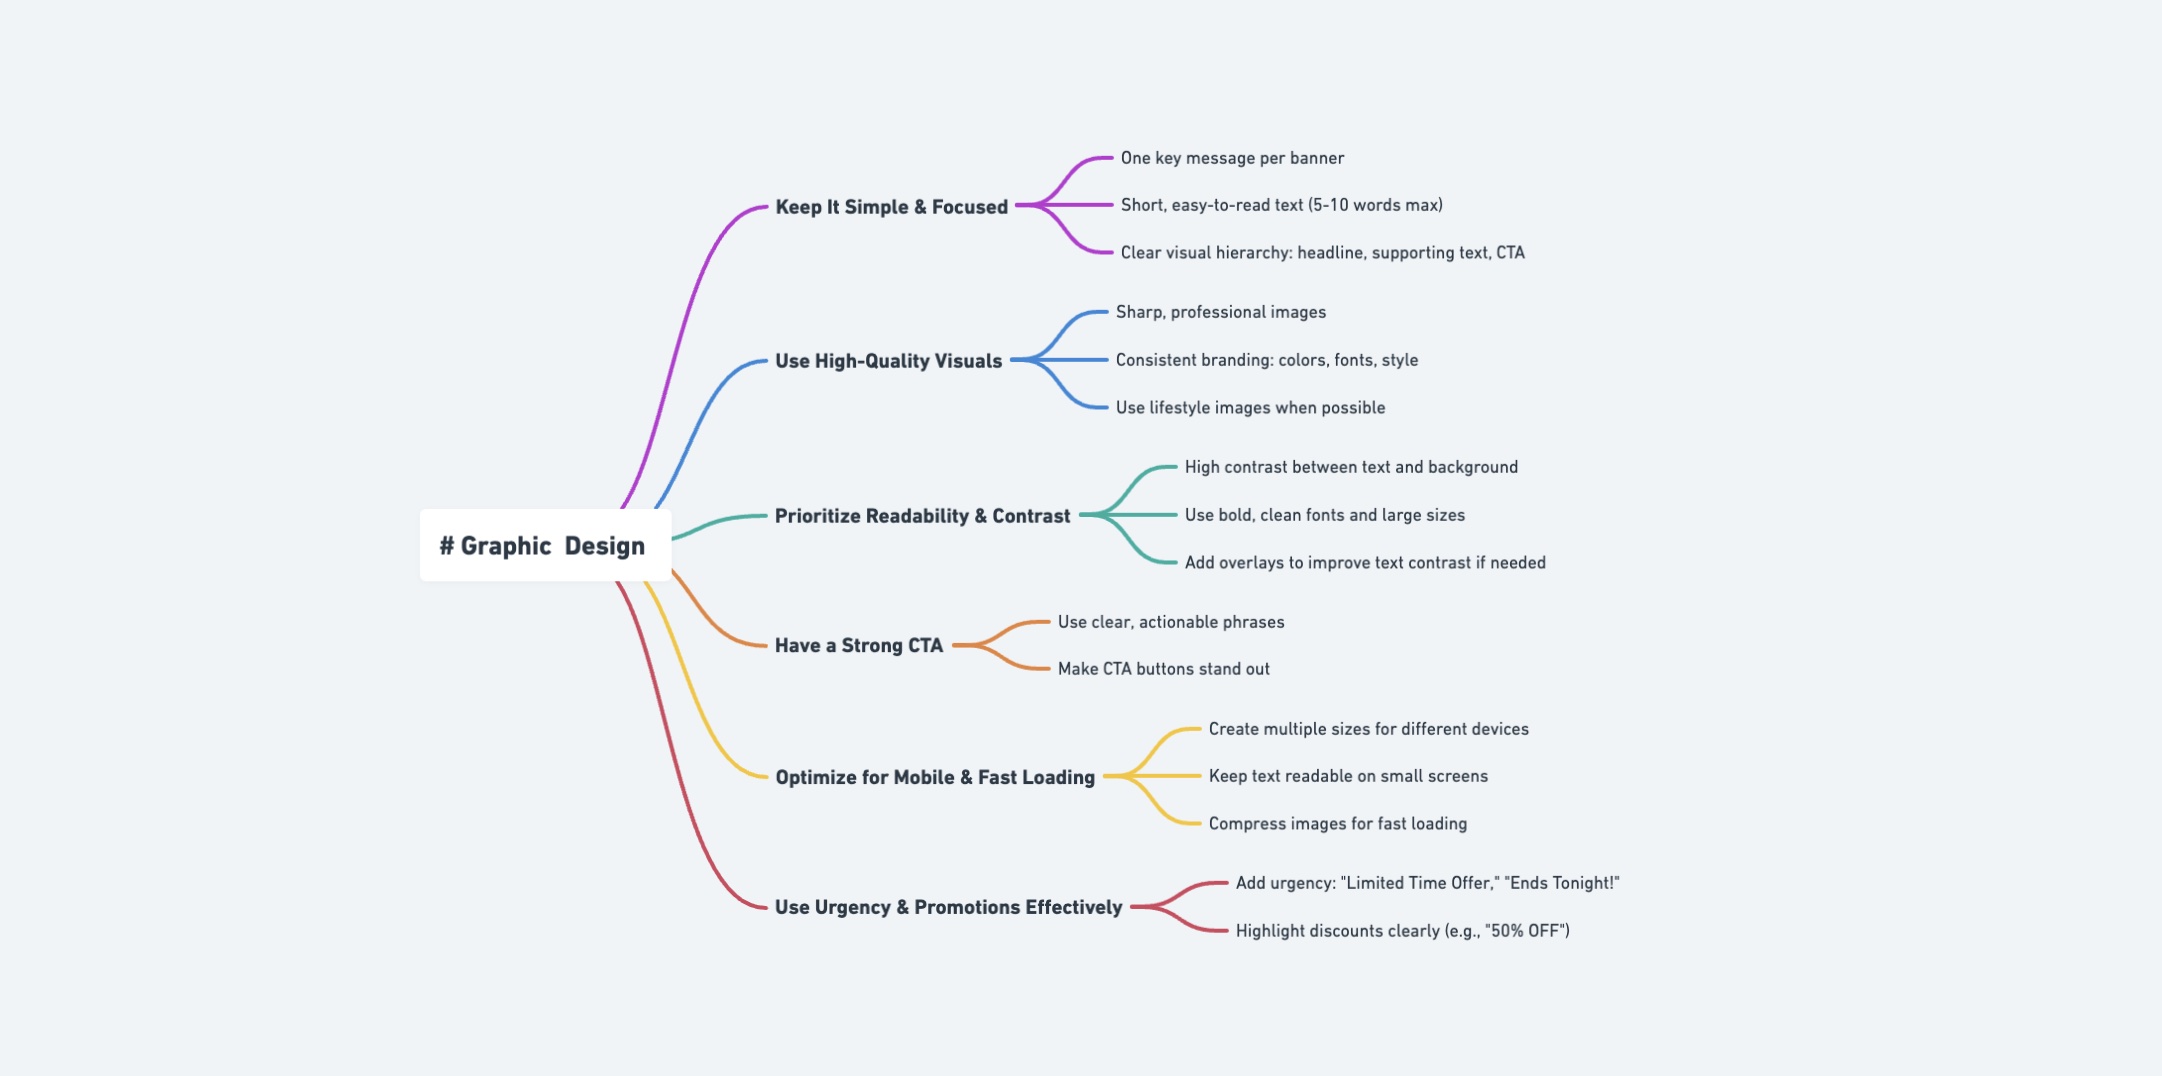 # Graphic  Design
Keep It Simple & Focused
One key message per banner
Short, easy-to-read text (5-10 words max)
Clear visual hierarchy: headline, supporting text, CTA
Use High-Quality Visuals
Sharp, professional images
Consistent branding: colors, fonts, style
Use lifestyle images when possible
Prioritize Readability & Contrast
High contrast between text and background
Use bold, clean fonts and large sizes
Add overlays to improve text contrast if needed
Have a Strong CTA
Use clear, actionable phrases
Make CTA buttons stand out
Optimize for Mobile & Fast Loading
Create multiple sizes for different devices
Keep text readable on small screens
Compress images for fast loading
Use Urgency & Promotions Effectively
Add urgency: "Limited Time Offer," "Ends Tonight!"
Highlight discounts clearly (e.g., "50% OFF")